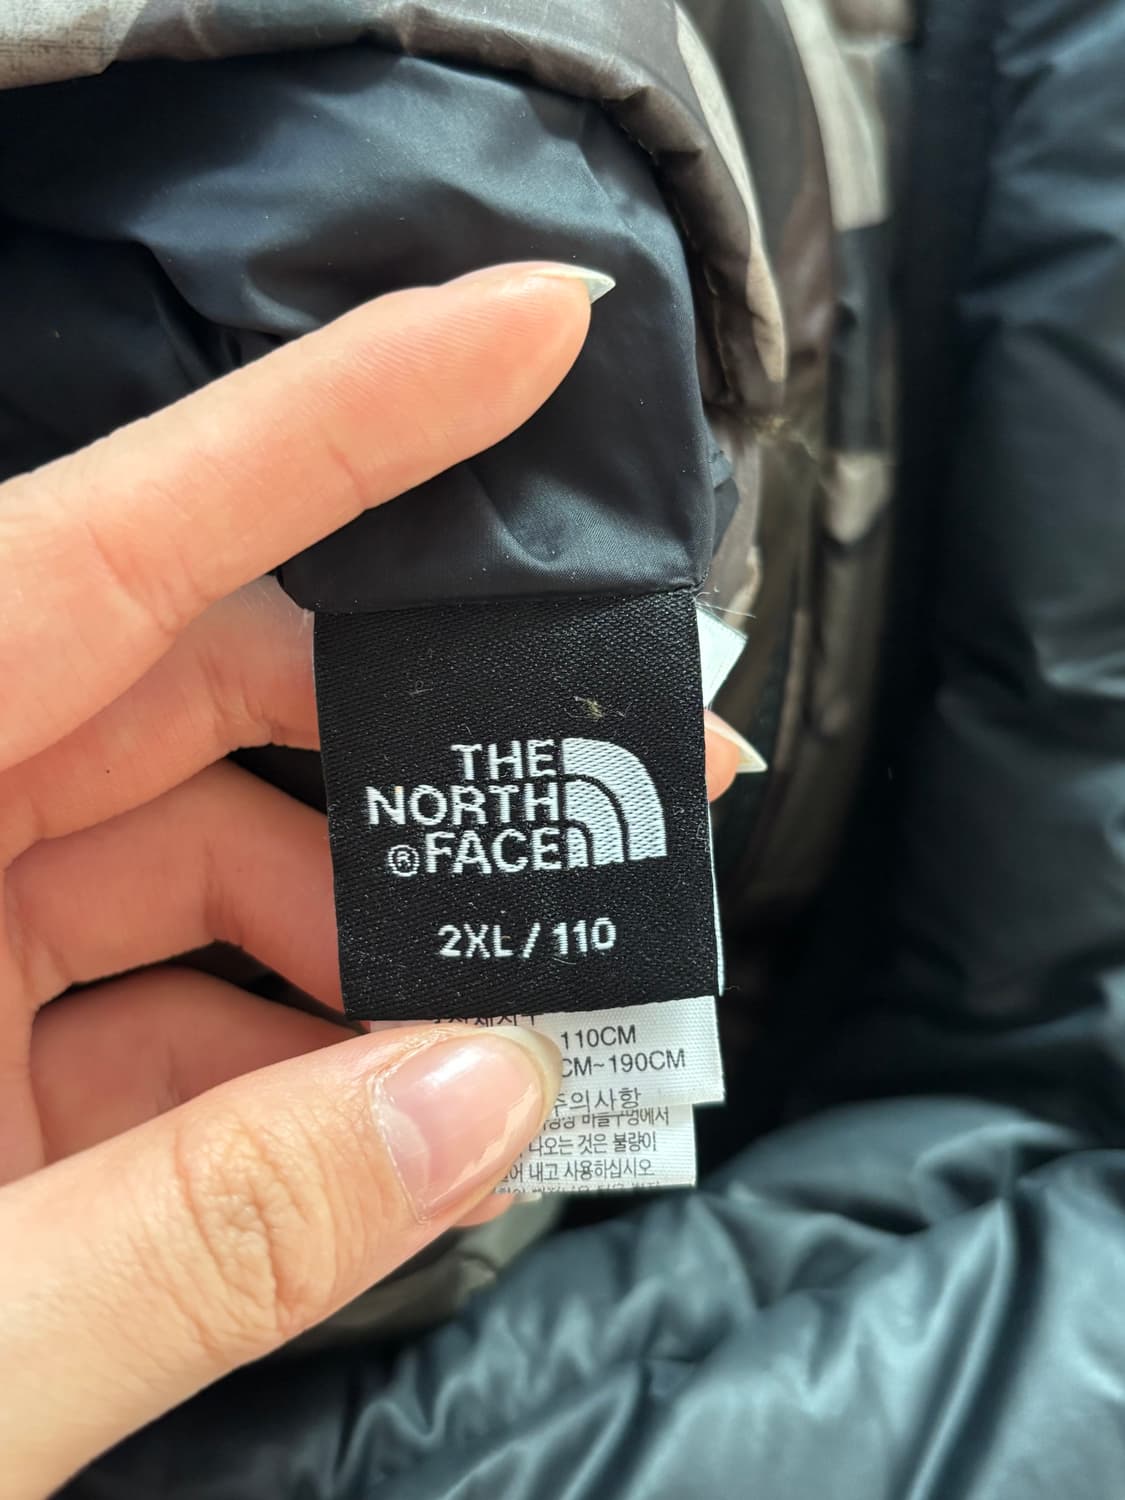 THE
NORTH
® FACE
2XL / 110
110CM
CM~190CM
주의사항
나오는 것은 불량이
내고 사용하십시오